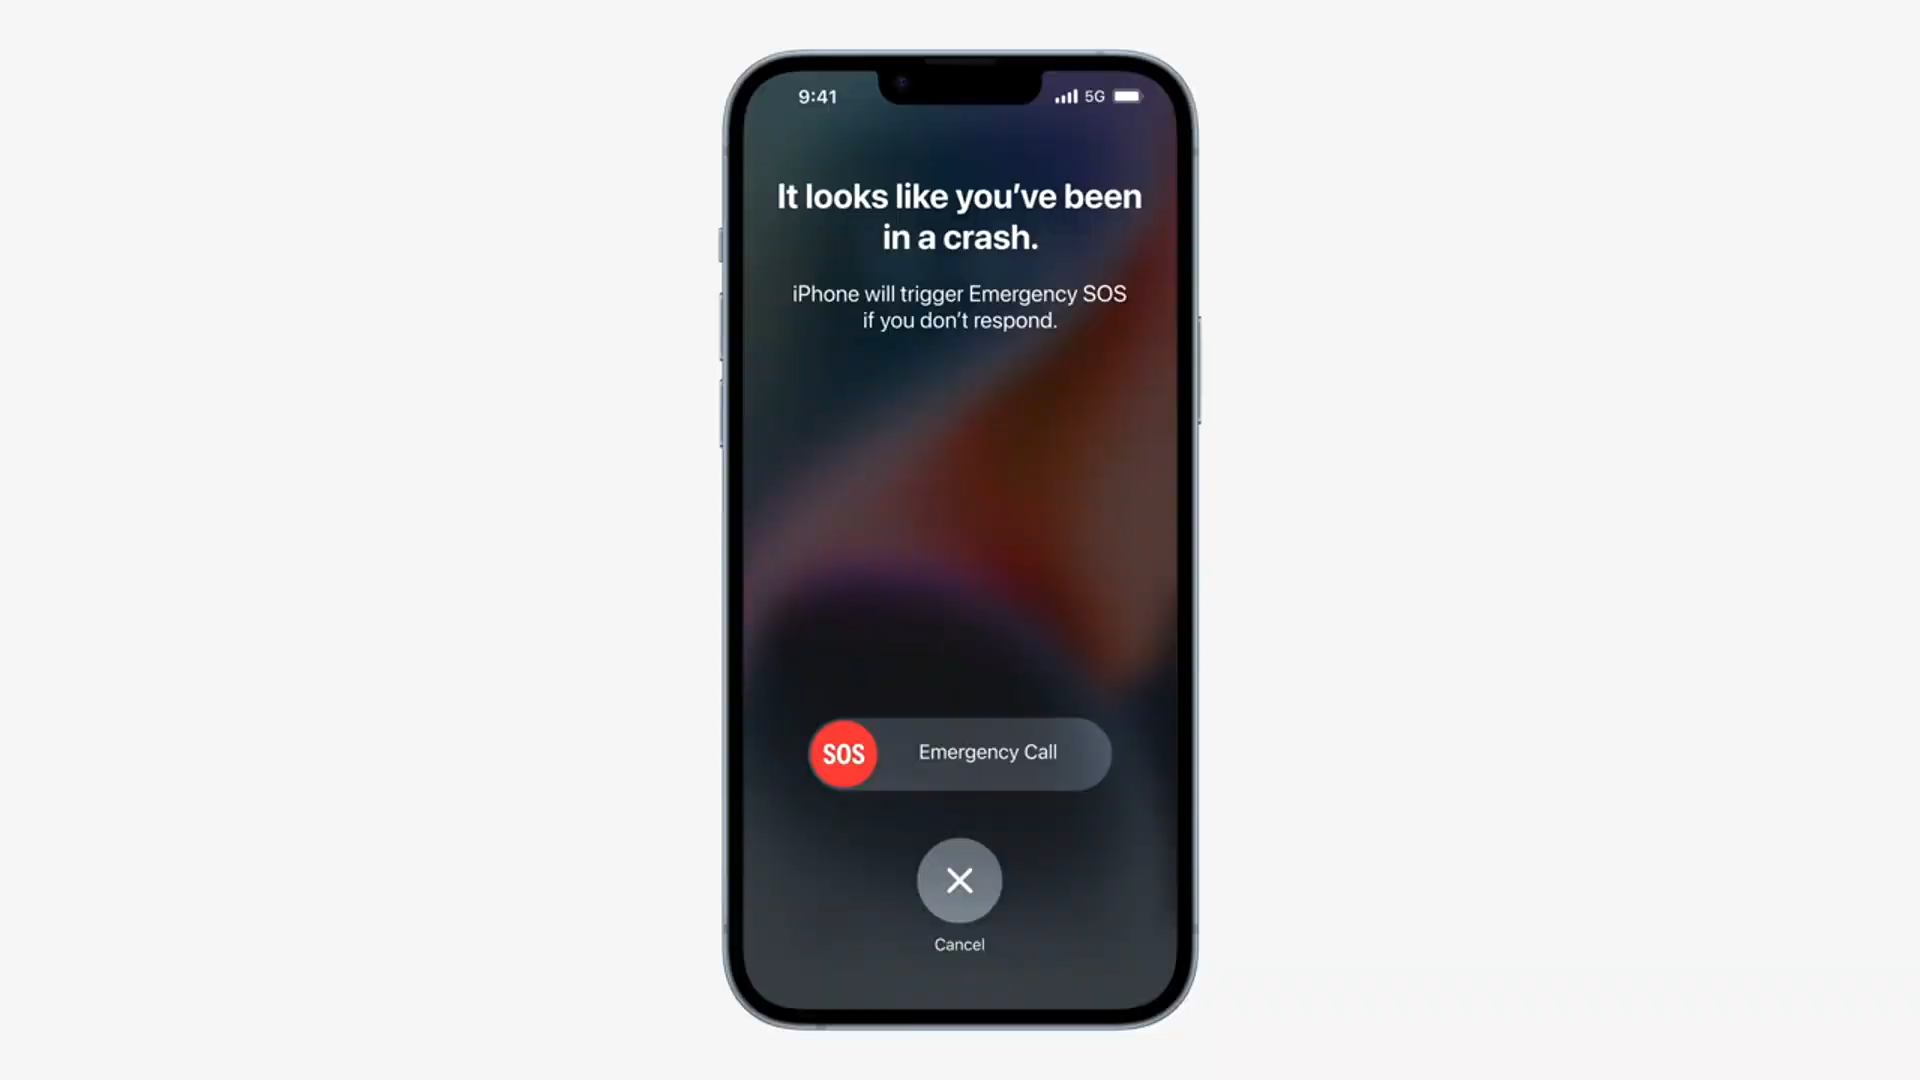 9:41
5G
It looks like you’ve been
in a crash.
iPhone will trigger Emergency SOS
if you don’t respond.
SOS
Emergency Call
Cancel